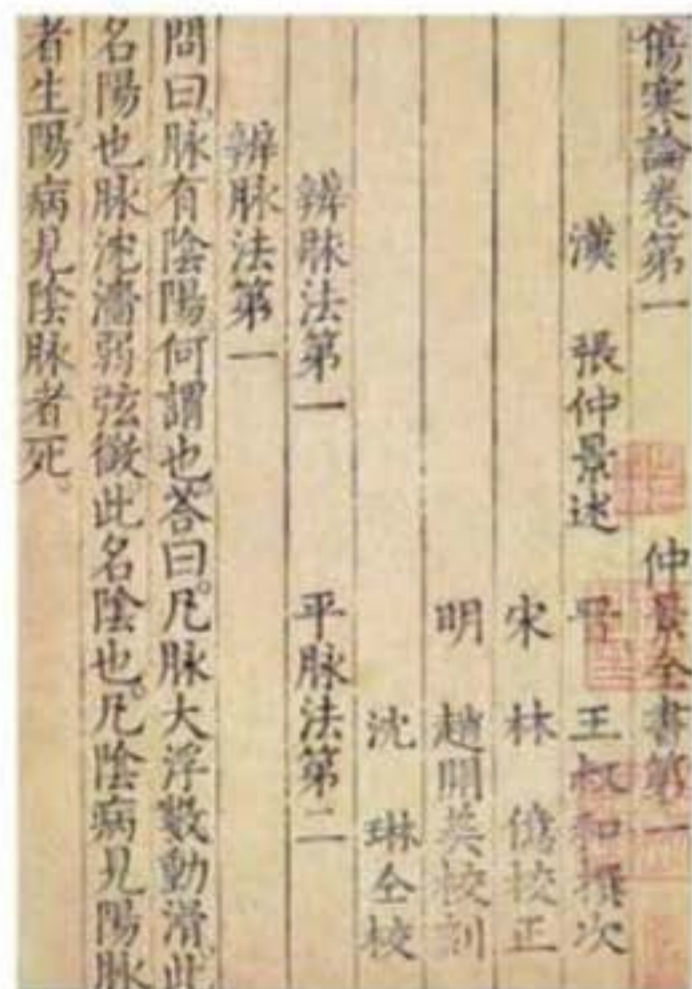 傷寒論卷第一 仲景全書第一
漢 張仲景述 晉 王叔和撰次
宋 林 億校正
明 趙開美校刻
沈 琳仝校
辨脉法第一 平脉法第二
辨脉法第一
問曰。脉有陰陽何謂也。答曰。凡脉大浮數動滑。此
名陽也。脉沈濇弱弦微。此名陰也。凡陰病見陽脉
者生。陽病見陰脉者死。